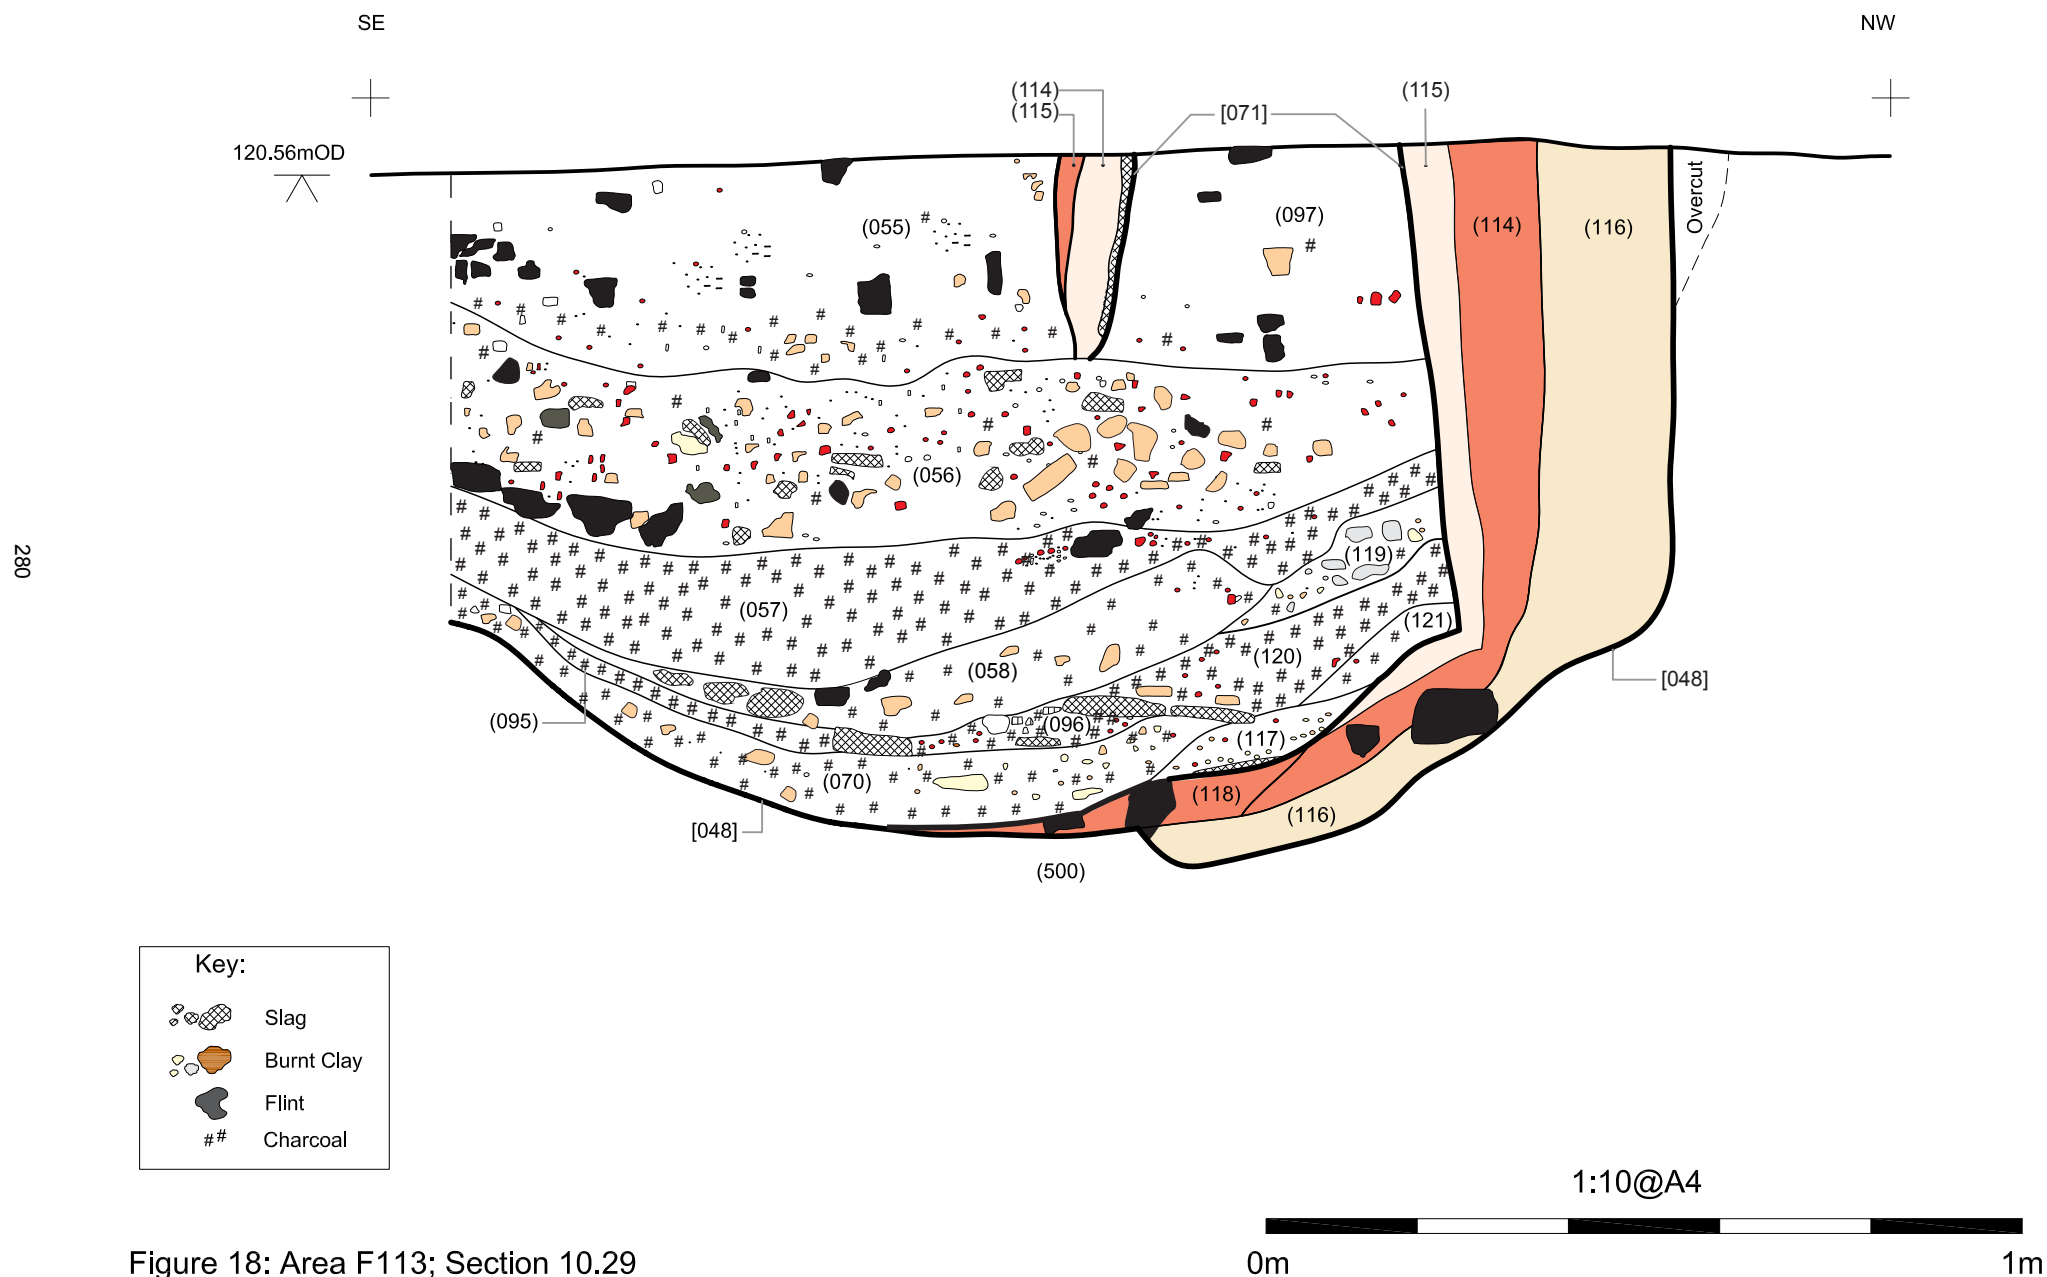 SE
NW
(114)
(115)
[071]
(115)
120.56mOD
Overcut
(055)
(097)
(114)
(116)
#
(056)
280
(119)
(057)
(121)
(120)
(058)
[048]
(095)
(096)
(117)
(070)
(118)
(116)
[048]
(500)
Key:
Slag
Burnt Clay
Flint
# # Charcoal
1:10@A4
0m 1m
Figure 18: Area F113; Section 10.29